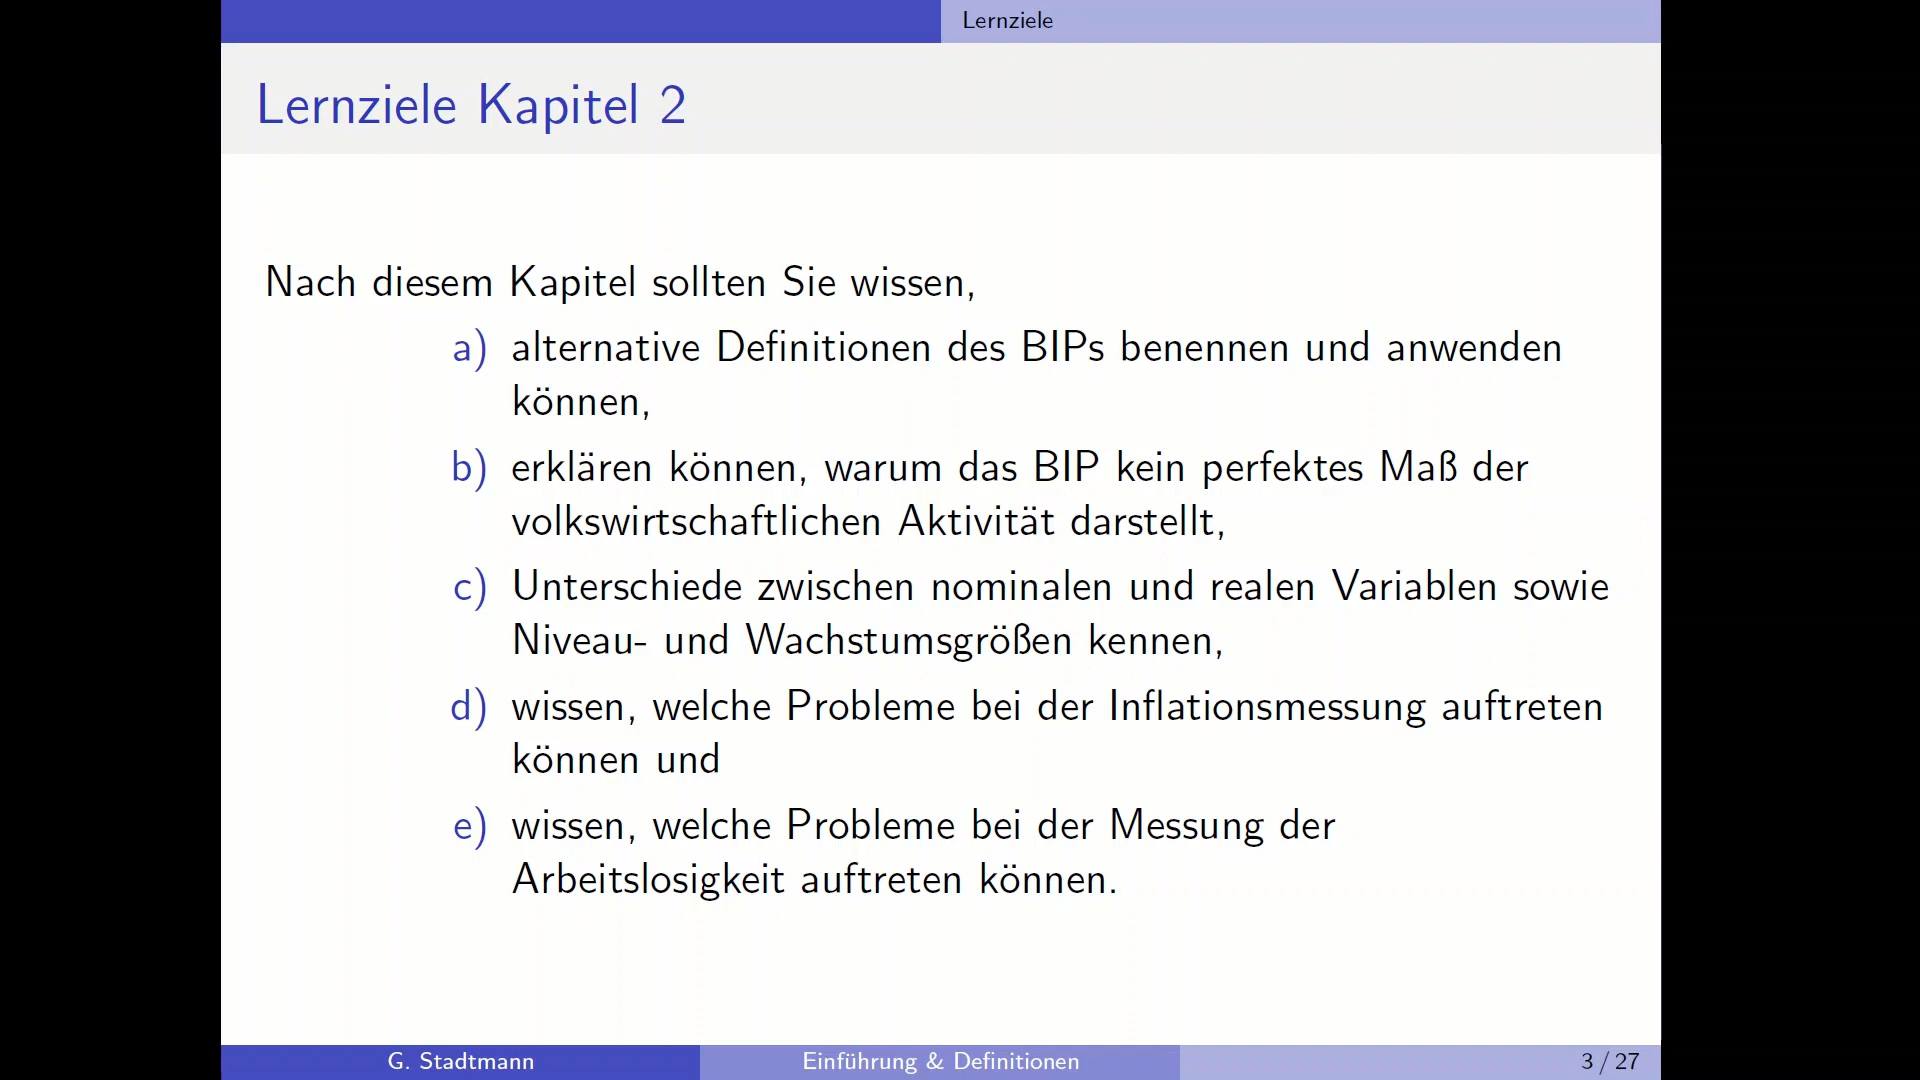 Lernziele
Lernziele Kapitel 2
Nach diesem Kapitel sollten Sie wissen,
a) alternative Definitionen des BIPs benennen und anwenden
können,
b) erklären können, warum das BIP kein perfektes Maß der
volkswirtschaftlichen Aktivität darstellt,
c) Unterschiede zwischen nominalen und realen Variablen sowie
Niveau- und Wachstumsgrößen kennen,
d) wissen, welche Probleme bei der Inflationsmessung auftreten
können und
e) wissen, welche Probleme bei der Messung der
Arbeitslosigkeit auftreten können.
G. Stadtmann
Einführung & Definitionen
3 / 27